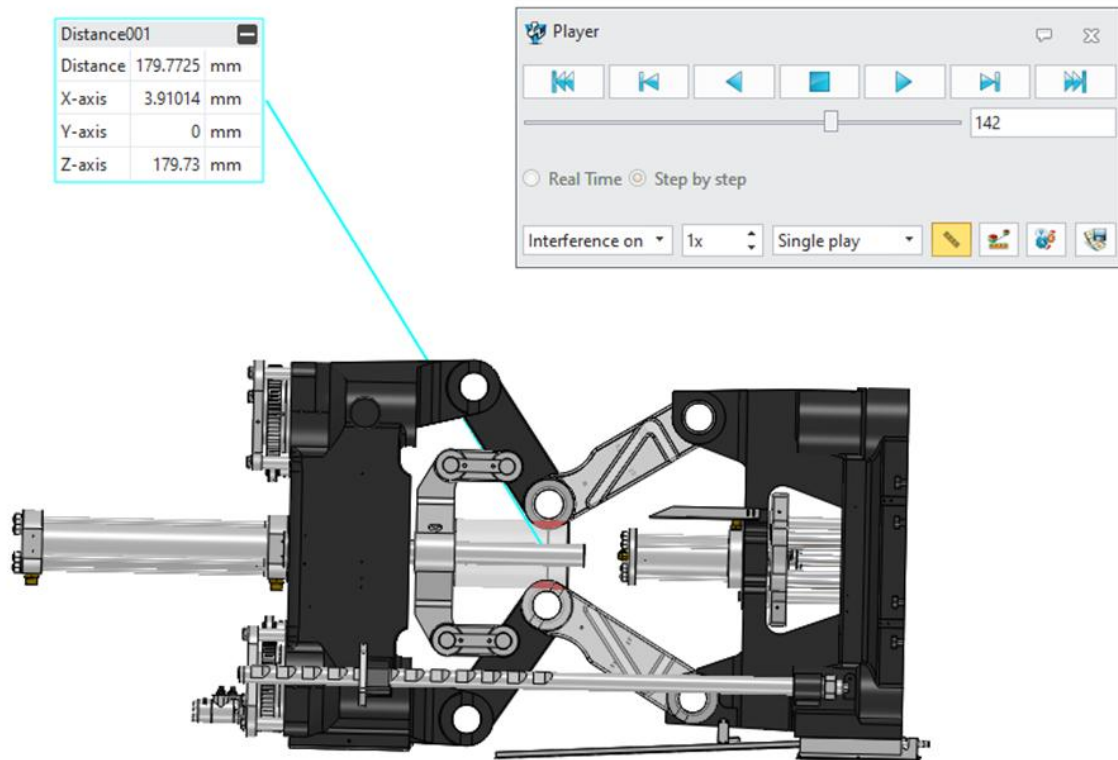 Distance001
Distance 179.7725 mm
X-axis 3.91014 mm
Y-axis 0 mm
Z-axis 179.73 mm
Player
142
Real Time Step by step
Interference on 1x Single play